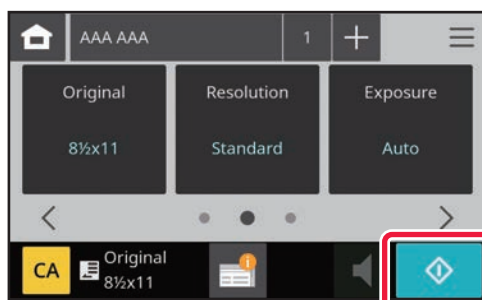 AAA AAA 1
Original Resolution Exposure
8½x11 Standard Auto
CA Original
8½x11